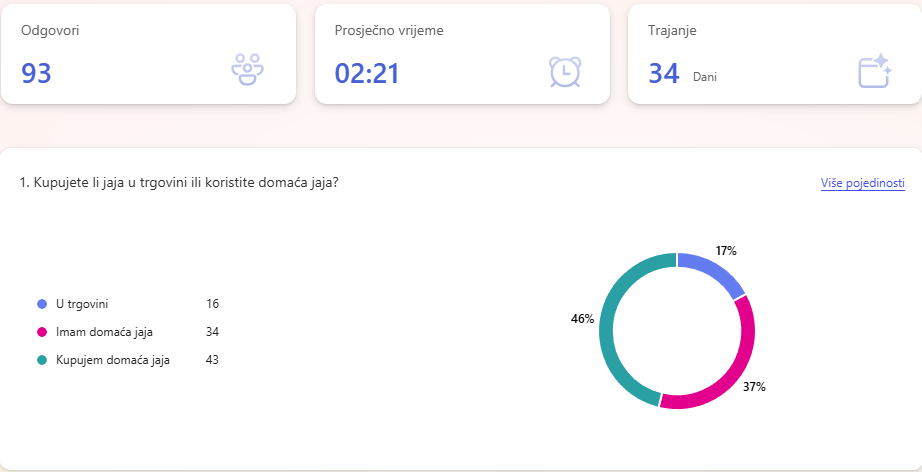 Odgovori
93
Prosječno vrijeme
02:21
Trajanje
34 Dani
1. Kupujete li jaja u trgovini ili koristite domaća jaja?
Više pojedinosti
U trgovini 16
Imam domaća jaja 34
Kupujem domaća jaja 43
17%
46%
37%